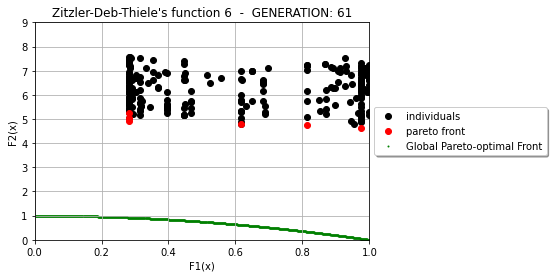 Zitzler-Deb-Thiele's function 6 - GENERATION: 61
9
8
7
6
5
4
3
2
1
0
F2(x)
0.0 0.2 0.4 0.6 0.8 1.0
F1(x)
individuals
pareto front
Global Pareto-optimal Front